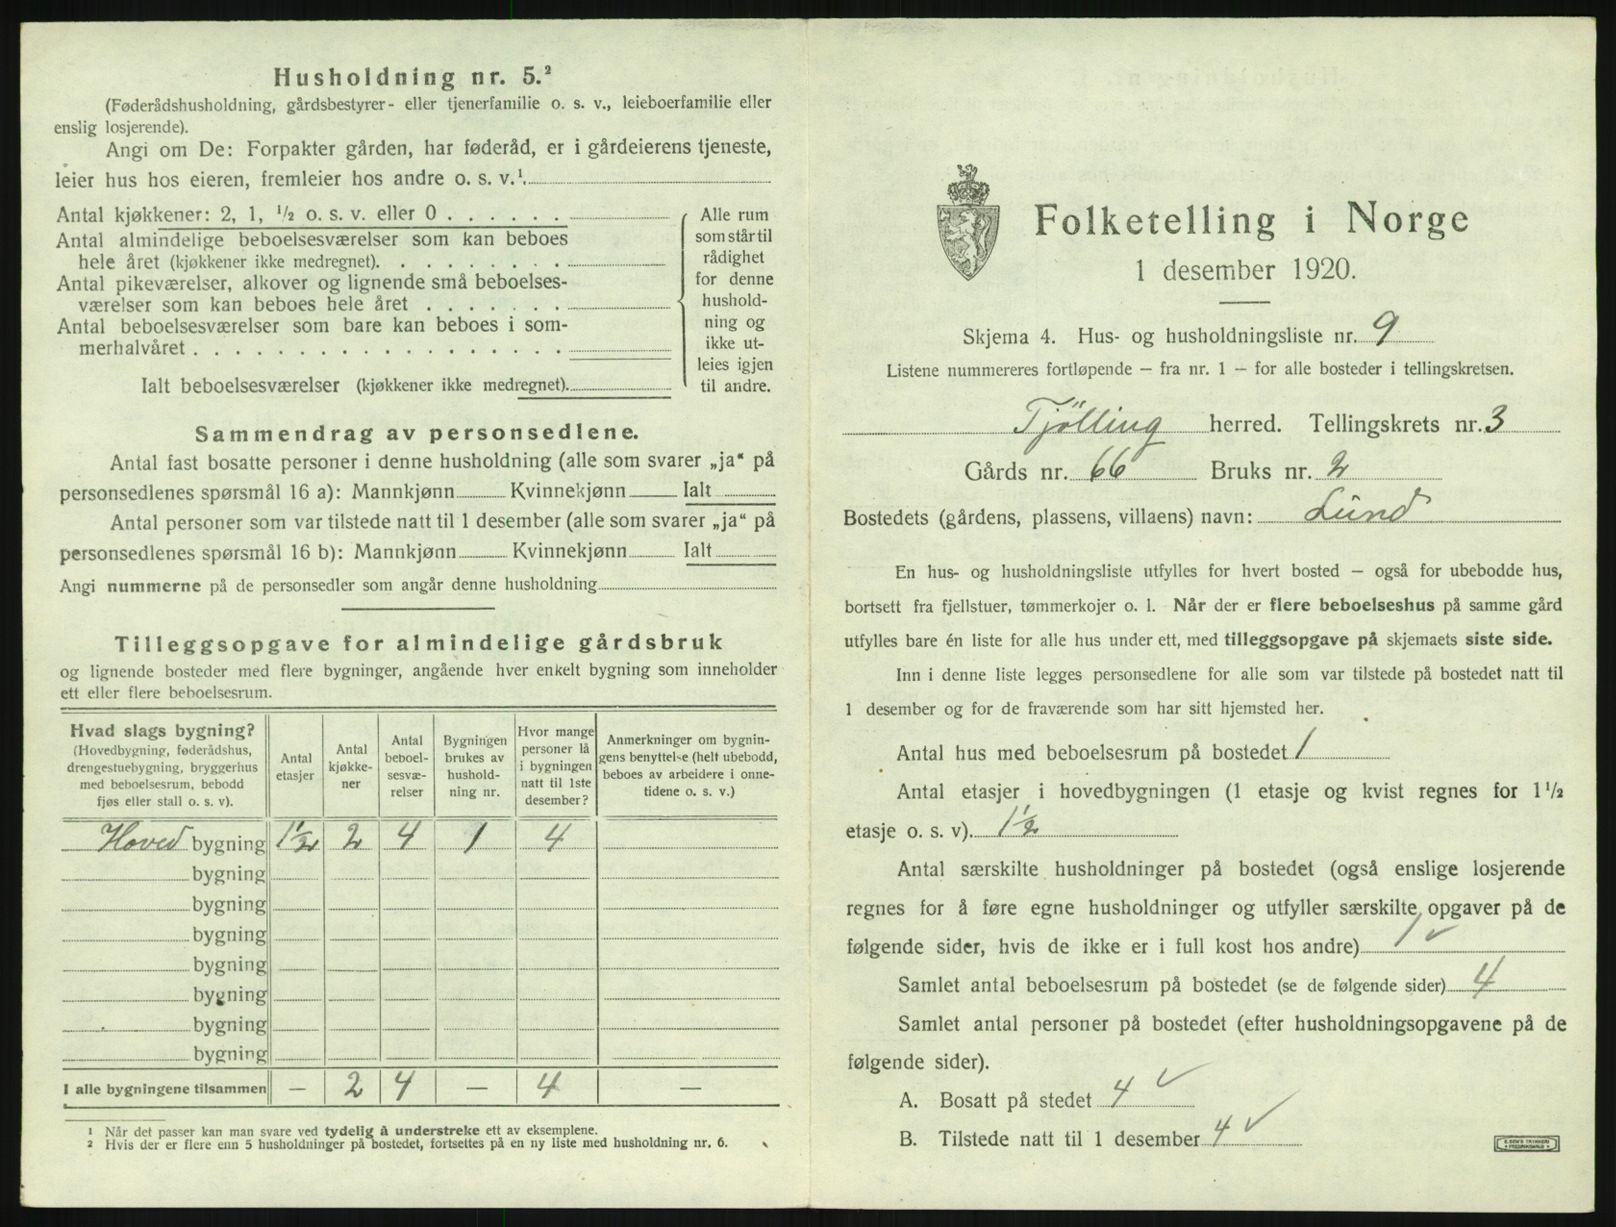 Husholdning nr. 5.²
(Føderådshusholdning, gårdsbestyrer- eller tjenerfamilie o. s. v., leieboerfamilie eller
enslig losjerende).
Angi om De: Forpakter gården, har føderåd, er i gårdeierens tjeneste,
leier hus hos eieren, fremleier hos andre o. s. v.¹.
Antal kjøkkener: 2, 1, ½ o. s. v. eller 0
Antal almindelige beboelsesværelser som kan beboes
hele året (kjøkkener ikke medregnet).
Antal pikeværelser, alkover og lignende små beboelses-
værelser som kan beboes hele året
Antal beboelsesværelser som bare kan beboes i som-
merhalvåret
Ialt beboelsesværelser (kjøkkener ikke medregnet).
Alle rum
som står til
rådighet
for denne
hushold-
ning og
ikke ut-
leies igjen
til andre.
Sammendrag av personsedlene.
Antal fast bosatte personer i denne husholdning (alle som svarer „ja“ på
personsedlenes spørsmål 16 a): Mannkjønn Kvinnekjønn Ialt
Antal personer som var tilstede natt til 1 desember (alle som svarer „ja“ på
personsedlenes spørsmål 16 b): Mannkjønn Kvinnekjønn Ialt
Angi nummerne på de personsedler som angår denne husholdning
Tilleggsopgave for almindelige gårdsbruk
og lignende bosteder med flere bygninger, angående hver enkelt bygning som inneholder
ett eller flere beboelsesrum.
Hvad slags bygning?
(Hovedbygning, føderådshus,
drengestuebygning, bryggerhus
med beboelsesrum, bebodd
fjøs eller stall o. s. v).
Antal
etasjer
Antal
kjøkke-
ner
Antal
beboel-
sesvæ-
relser
Bygningen
brukes av
hushold-
ning nr.
Hvor mange
personer lå
i bygningen
natt til 1ste
desember?
Anmerkninger om bygnin-
gens benyttelse (helt ubebodd,
beboes av arbeidere i onne-
tidene o. s. v.)
Hoved bygning 1½ 2 4 1 4
bygning
bygning
bygning
bygning
bygning
bygning
bygning
I alle bygningene tilsammen — 2 4 — 4 —
¹ Når det passer kan man svare ved tydelig å understreke ett av eksemplene.
² Hvis der er flere enn 5 husholdninger på bostedet, fortsettes på en ny liste med husholdning nr. 6.
Folketelling i Norge
1 desember 1920.
Skjema 4. Hus- og husholdningsliste nr. 9
Listene nummereres fortløpende – fra nr. 1 – for alle bosteder i tellingskretsen.
Tjölling herred. Tellingskrets nr. 3
Gårds nr. 66 Bruks nr. 2
Bostedets (gårdens, plassens, villaens) navn: Lund
En hus- og husholdningsliste utfylles for hvert bosted – også for ubebodde hus,
bortsett fra fjellstuer, tømmerkojer o. l. Når der er flere beboelseshus på samme gård
utfylles bare én liste for alle hus under ett, med tilleggsopgave på skjemaets siste side.
Inn i denne liste legges personsedlene for alle som var tilstede på bostedet natt til
1 desember og for de fraværende som har sitt hjemsted her.
Antal hus med beboelsesrum på bostedet 1
Antal etasjer i hovedbygningen (1 etasje og kvist regnes for 1½
etasje o. s. v). 1½
Antal særskilte husholdninger på bostedet (også enslige losjerende
regnes for å føre egne husholdninger og utfyller særskilte opgaver på de
følgende sider, hvis de ikke er i full kost hos andre) 1 ✓
Samlet antal beboelsesrum på bostedet (se de følgende sider) 4
Samlet antal personer på bostedet (efter husholdningsopgavene på de
følgende sider).
A. Bosatt på stedet 4 ✓
B. Tilstede natt til 1 desember 4 ✓